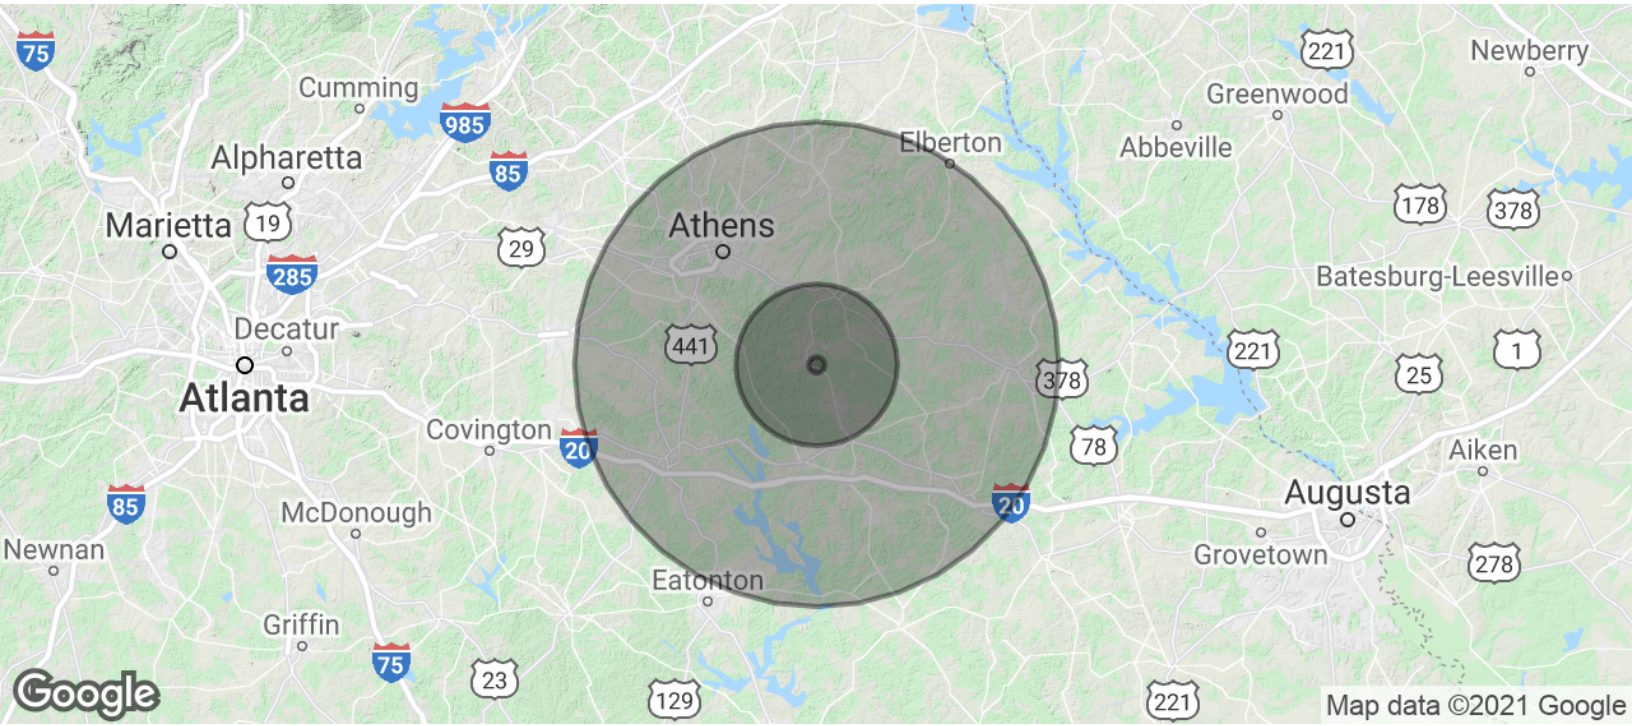 75
221
Newberry
Cumming
Greenwood
985
Elberton
Abbeville
Alpharetta
85
178
378
Marietta
19
Athens
29
285
Batesburg-Leesville
Decatur
441
221
1
Atlanta
378
25
Covington
20
78
Aiken
85
20
Augusta
McDonough
Newnan
Grovetown
278
Eatonton
Griffin
75
23
129
221
Google
Map data ©2021 Google